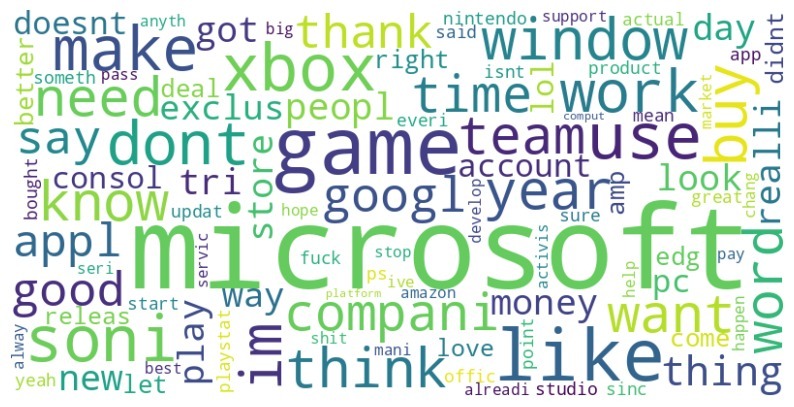 doesnt
got
anyth
big
thank
nintendo
support
actual
day
make
xbox
said
right
window
app
didnt
better
someth
pass
need
deal
exclus
peopl
time
isnt
lol
work
product
buy
market
everi
comput
mean
say
dont
store
game
team
use
account
realli
bought
consol
tri
googl
year
amp
look
great
chang
know
updat
hope
develop
sure
word
appl
microsoft
servic
fuck
stop
activis
edg
pay
seri
ps
ive
pc
help
good
start
way
platform
amazon
money
want
happen
releas
play
im
compani
point
come
soni
playstat
shit
think
mani
love
like
thing
alway
yeah
new
let
best
offic
alreadi
studio
sinc